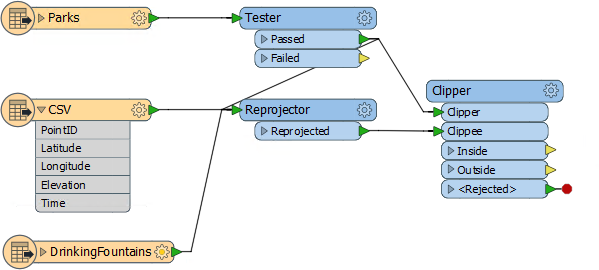 Parks
Tester
Passed
Failed
CSV
PointID
Latitude
Longitude
Elevation
Time
Reprojector
Reprojected
Clipper
Clipper
Clippee
Inside
Outside
<Rejected>
DrinkingFountains